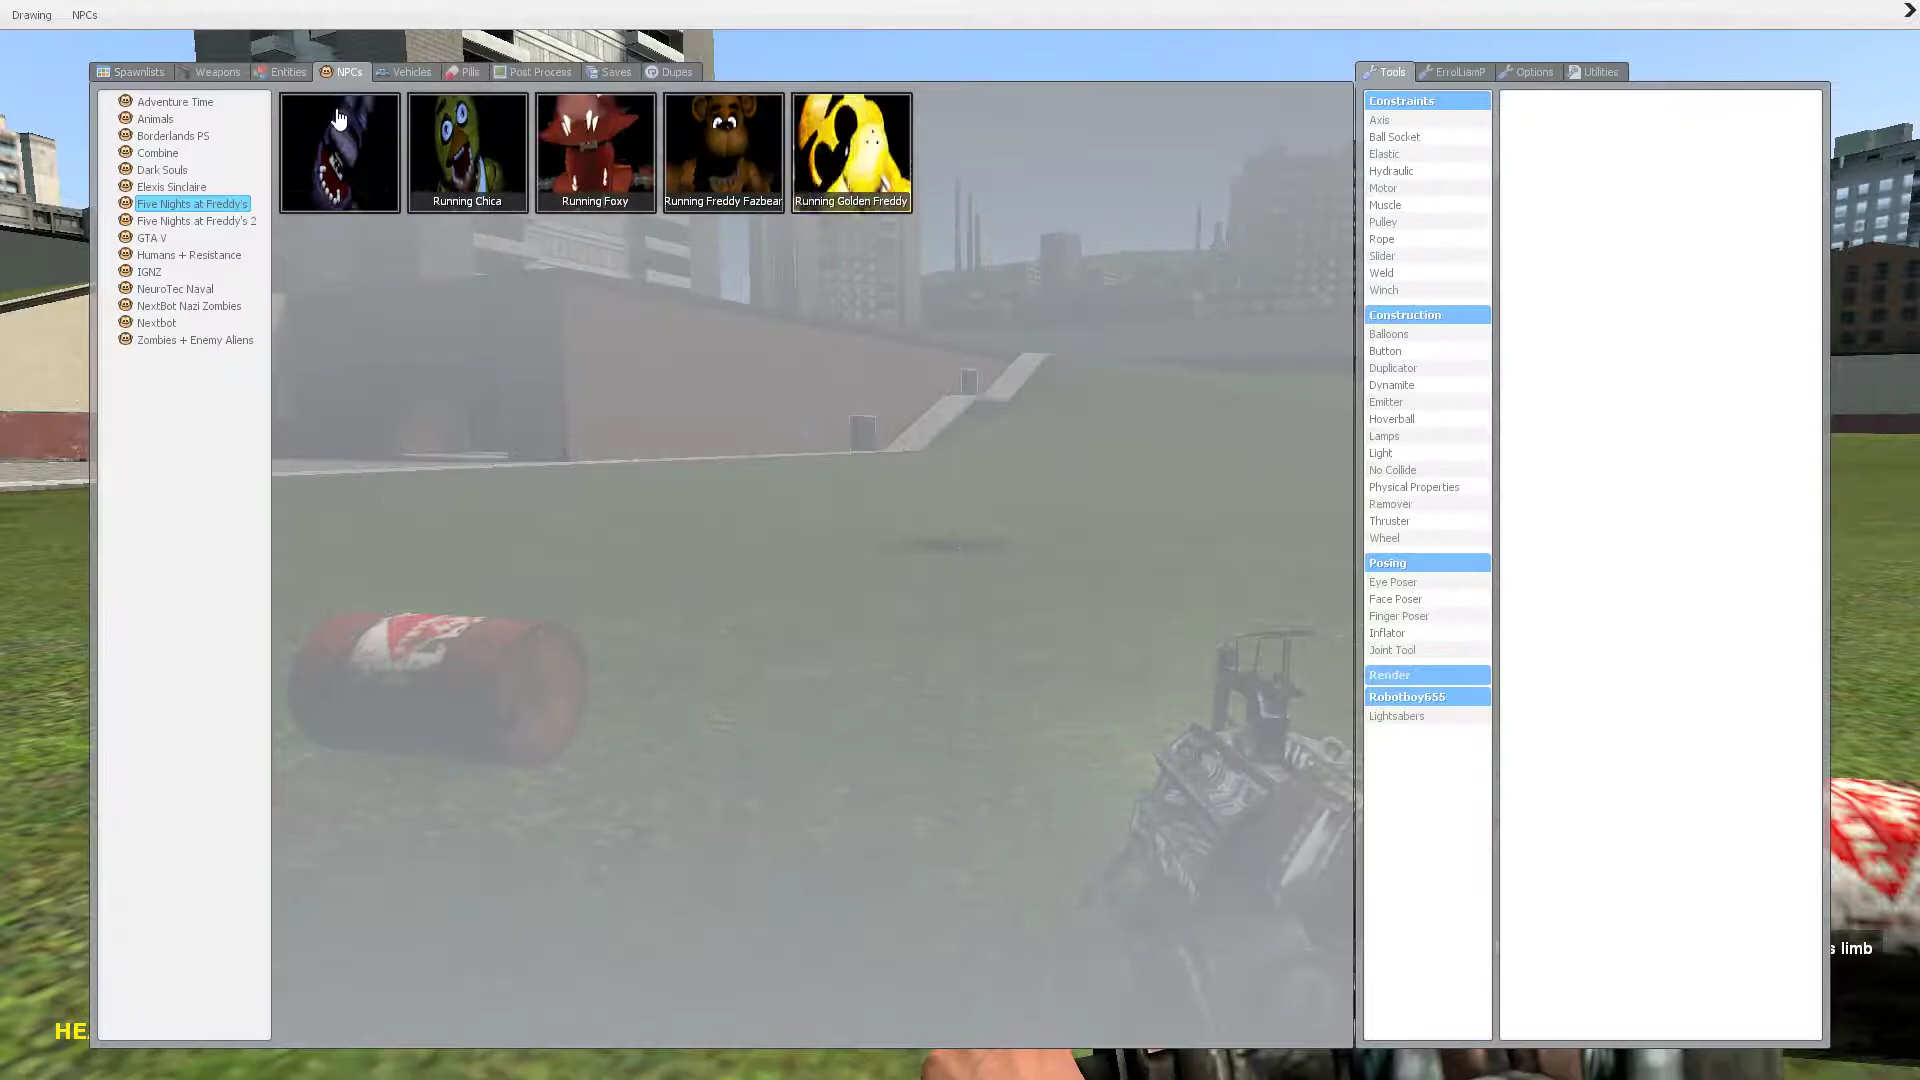 Drawing NPCs
Spawnlists Weapons Entities NPCs Vehicles Pills Post Process Saves Dupes
Tools ErrolLiamP Options Utilities
Adventure Time
Animals
Borderlands PS
Combine
Dark Souls
Elexis Sinclaire
Five Nights at Freddy's
Five Nights at Freddy's 2
GTA V
Humans + Resistance
IGNZ
NeuroTec Naval
NextBot Nazi Zombies
Nextbot
Zombies + Enemy Aliens
Running Chica
Running Foxy
Running Freddy Fazbear
Running Golden Freddy
Constraints
Axis
Ball Socket
Elastic
Hydraulic
Motor
Muscle
Pulley
Rope
Slider
Weld
Winch
Construction
Balloons
Button
Duplicator
Dynamite
Emitter
Hoverball
Lamps
Light
No Collide
Physical Properties
Remover
Thruster
Wheel
Posing
Eye Poser
Face Poser
Finger Poser
Inflator
Joint Tool
Render
Robotboy655
Lightsabers
s limb
HEA